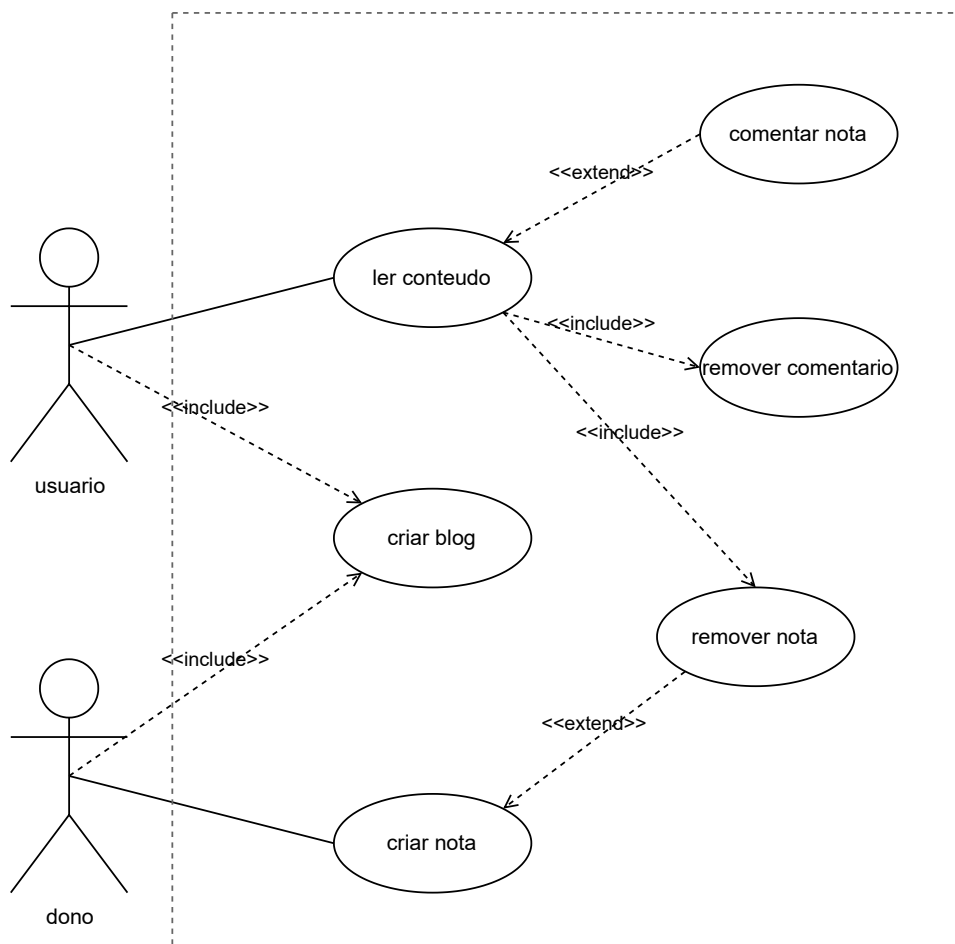 comentar nota
<<extend>>
ler conteudo
<<include>>
remover comentario
<<include>>
<<include>>
usuario
criar blog
remover nota
<<include>>
<<extend>>
criar nota
dono